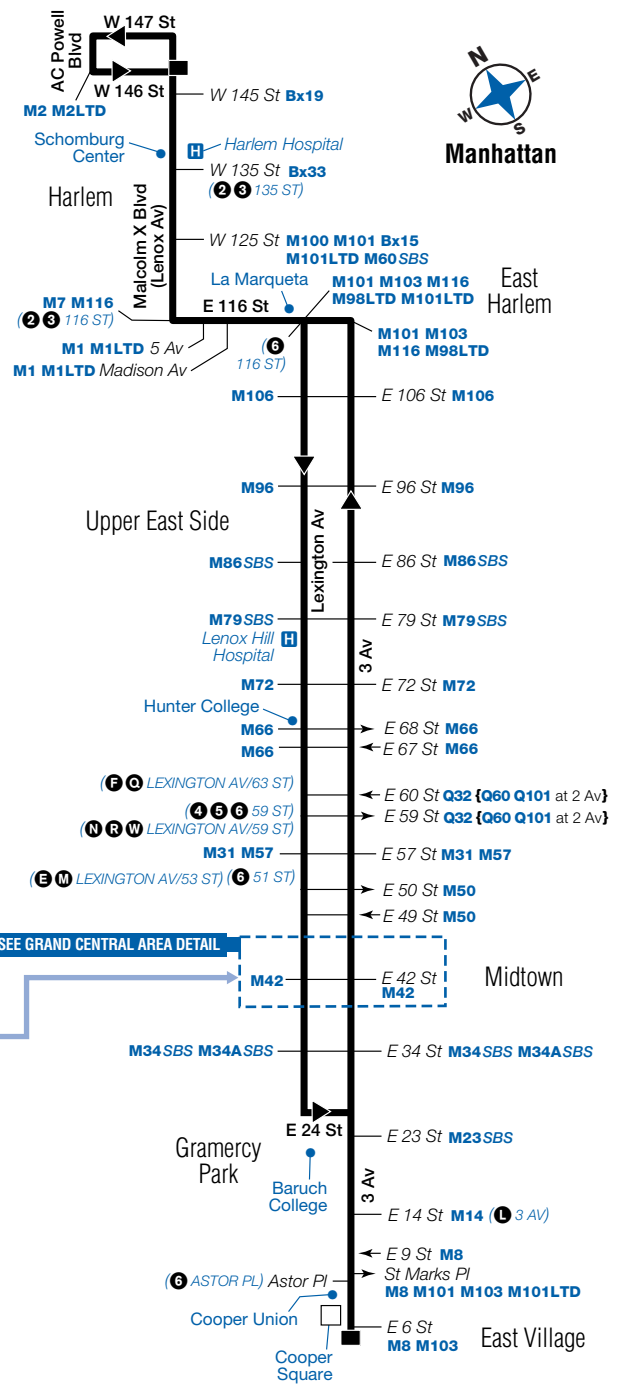 W 147 St
AC Powell
Blvd
W 146 St
M2 M2LTD
N
E
W
S
Manhattan
W 145 St Bx19
Schomburg
Center
H Harlem Hospital
W 135 St Bx33
(2 3 135 ST)
Harlem
Malcolm X Blvd
(Lenox Av)
W 125 St M100 M101 Bx15
M101LTD M60SBS
La Marqueta
M101 M103 M116
M98LTD M101LTD
East
Harlem
E 116 St
M7 M116
(2 3 116 ST)
M1 M1LTD 5 Av
M1 M1LTD Madison Av
(6
116 ST)
M101 M103
M116 M98LTD
M106
E 106 St M106
M96
E 96 St M96
Upper East Side
Lexington Av
M86SBS
E 86 St M86SBS
M79SBS
E 79 St M79SBS
Lenox Hill
Hospital
H
3 Av
M72
E 72 St M72
Hunter College
M66
E 68 St M66
M66
E 67 St M66
(F Q LEXINGTON AV/63 ST)
E 60 St Q32 {Q60 Q101 at 2 Av}
(4 5 6 59 ST)
E 59 St Q32 {Q60 Q101 at 2 Av}
(N R W LEXINGTON AV/59 ST)
M31 M57
E 57 St M31 M57
(E M LEXINGTON AV/53 ST) (6 51 ST)
E 50 St M50
E 49 St M50
SEE GRAND CENTRAL AREA DETAIL
M42
E 42 St
M42
Midtown
M34SBS M34ASBS
E 34 St M34SBS M34ASBS
E 24 St
E 23 St M23SBS
Gramercy
Park
Baruch
College
3 Av
E 14 St M14 (L 3 AV)
E 9 St M8
St Marks Pl
M8 M101 M103 M101LTD
(6 ASTOR PL) Astor Pl
Cooper Union
Cooper
Square
E 6 St
M8 M103
East Village